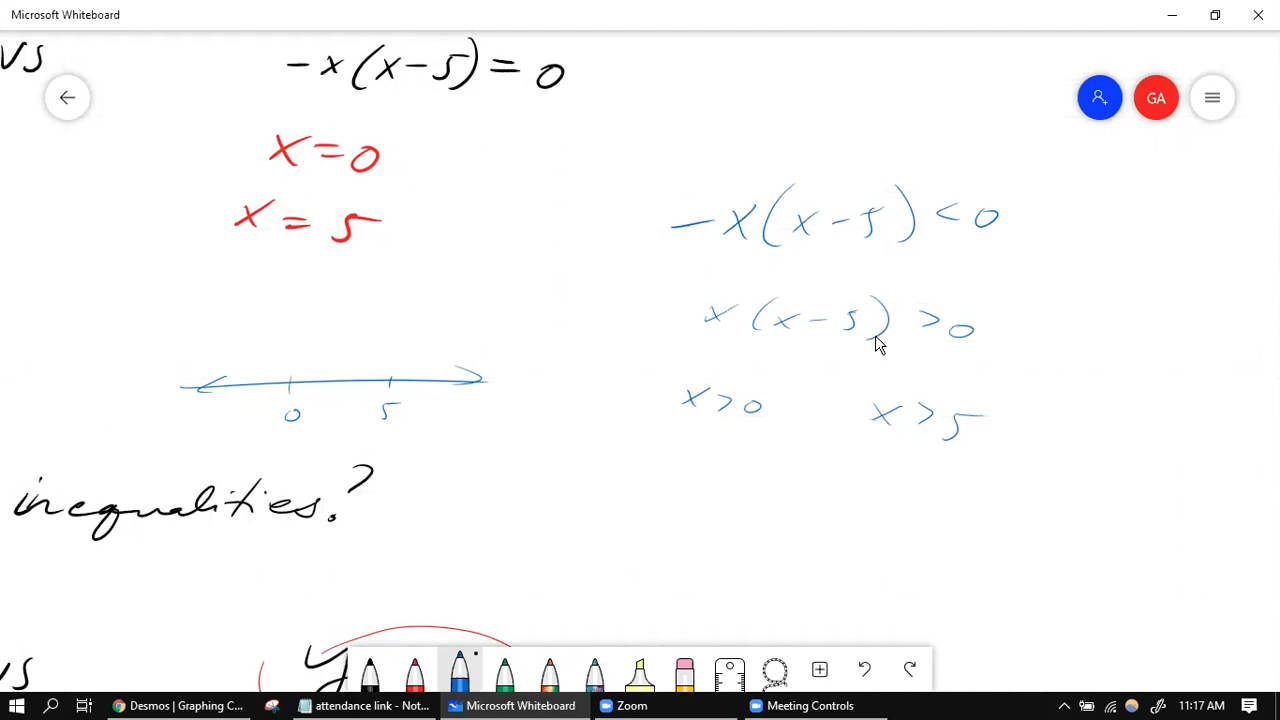 Microsoft Whiteboard
vs
-x(x-5)=0
GA
x=0
x=5
-x(x-5)<0
x(x-5)>0
0 5
x>0 x>5
inequalities?
vs
y
Desmos | Graphing C...
attendance link - Not...
Microsoft Whiteboard
Zoom
Meeting Controls
11:17 AM